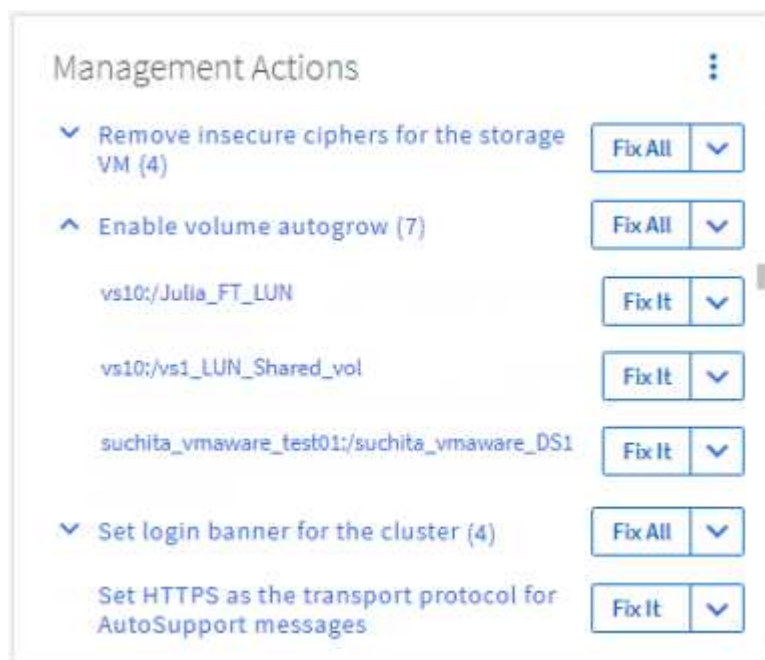 Management Actions
Remove insecure ciphers for the storage
VM (4)
Fix All
Enable volume autogrow (7)
Fix All
vs10:/Julia_FT_LUN
Fix It
vs10:/vs1_LUN_Shared_vol
Fix It
suchita_vmaware_test01:/suchita_vmaware_DS1
Fix It
Set login banner for the cluster (4)
Fix All
Set HTTPS as the transport protocol for
AutoSupport messages
Fix It